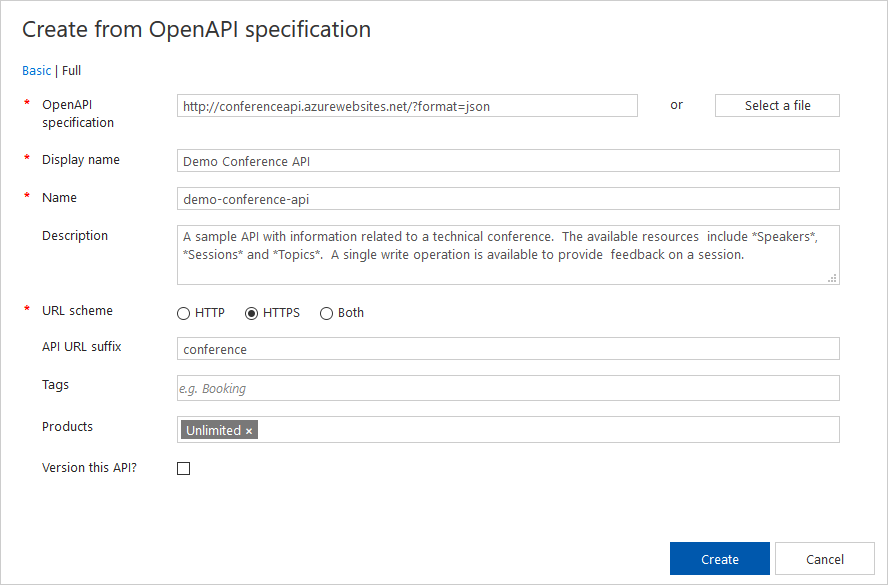 Create from OpenAPI specification
Basic | Full
* OpenAPI specification
http://conferenceapi.azurewebsites.net/?format=json or Select a file
* Display name Demo Conference API
* Name demo-conference-api
Description A sample API with information related to a technical conference.  The available resources  include *Speakers*,
*Sessions* and *Topics*.  A single write operation is available to provide  feedback on a session.
* URL scheme HTTP HTTPS Both
API URL suffix conference
Tags e.g. Booking
Products Unlimited ×
Version this API?
Create Cancel